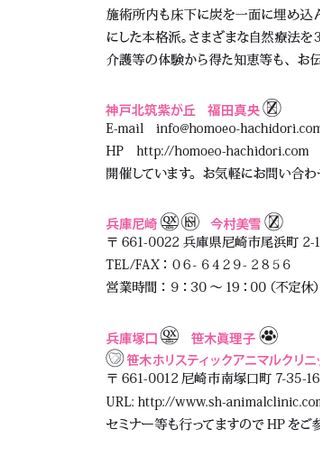 施術所内も床下に炭を一面に埋め込ん
にした本格派。さまざまな自然療法を3
介護等の体験から得た知恵等も、お伝
神戸北筑紫が丘 福田真央
E-mail info@homoeo-hachidori.com
HP http://homoeo-hachidori.com
開催しています。お気軽にお問い合わせ
兵庫尼崎 QX 今村美雪
〒 661-0022 兵庫県尼崎市尾浜町 2-1
TEL/FAX：０６- ６４２９- ２８５６
営業時間：９：30 〜 19：00（不定休）
兵庫塚口 QX 笹木眞理子
笹木ホリスティックアニマルクリニッ
〒 661-0012 尼崎市南塚口町 7-35-16
URL: http://www.sh-animalclinic.com
セミナー等も行ってますので HP をご参